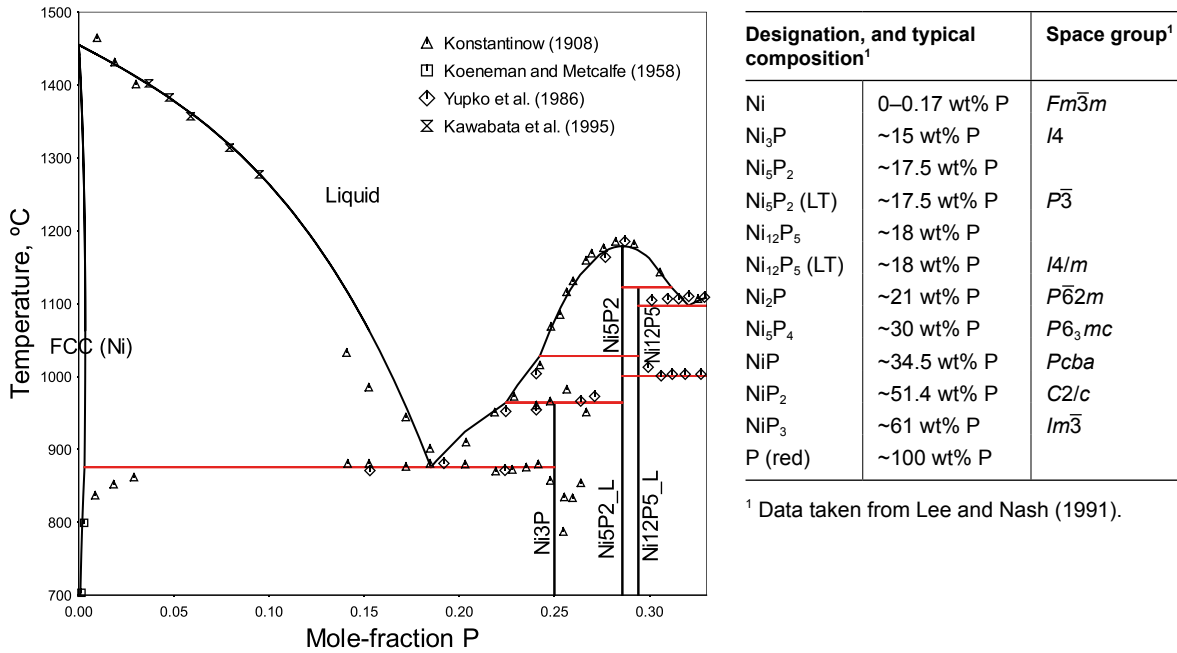 1500
1400
1300
1200
1100
1000
900
800
700
Temperature, ºC
0.00 0.05 0.10 0.15 0.20 0.25 0.30
Mole-fraction P
Konstantinow (1908)
Koeneman and Metcalfe (1958)
Yupko et al. (1986)
Kawabata et al. (1995)
Liquid
FCC (Ni)
Ni3P
Ni5P2
Ni5P2_L
Ni12P5
Ni12P5_L
Designation, and typical composition¹ Space group¹
Ni 0–0.17 wt% P Fm3̅m
Ni₃P ~15 wt% P I4
Ni₅P₂ ~17.5 wt% P
Ni₅P₂ (LT) ~17.5 wt% P P3̅
Ni₁₂P₅ ~18 wt% P
Ni₁₂P₅ (LT) ~18 wt% P I4/m
Ni₂P ~21 wt% P P6̅2m
Ni₅P₄ ~30 wt% P P6₃mc
NiP ~34.5 wt% P Pcba
NiP₂ ~51.4 wt% P C2/c
NiP₃ ~61 wt% P Im3̅
P (red) ~100 wt% P
¹ Data taken from Lee and Nash (1991).